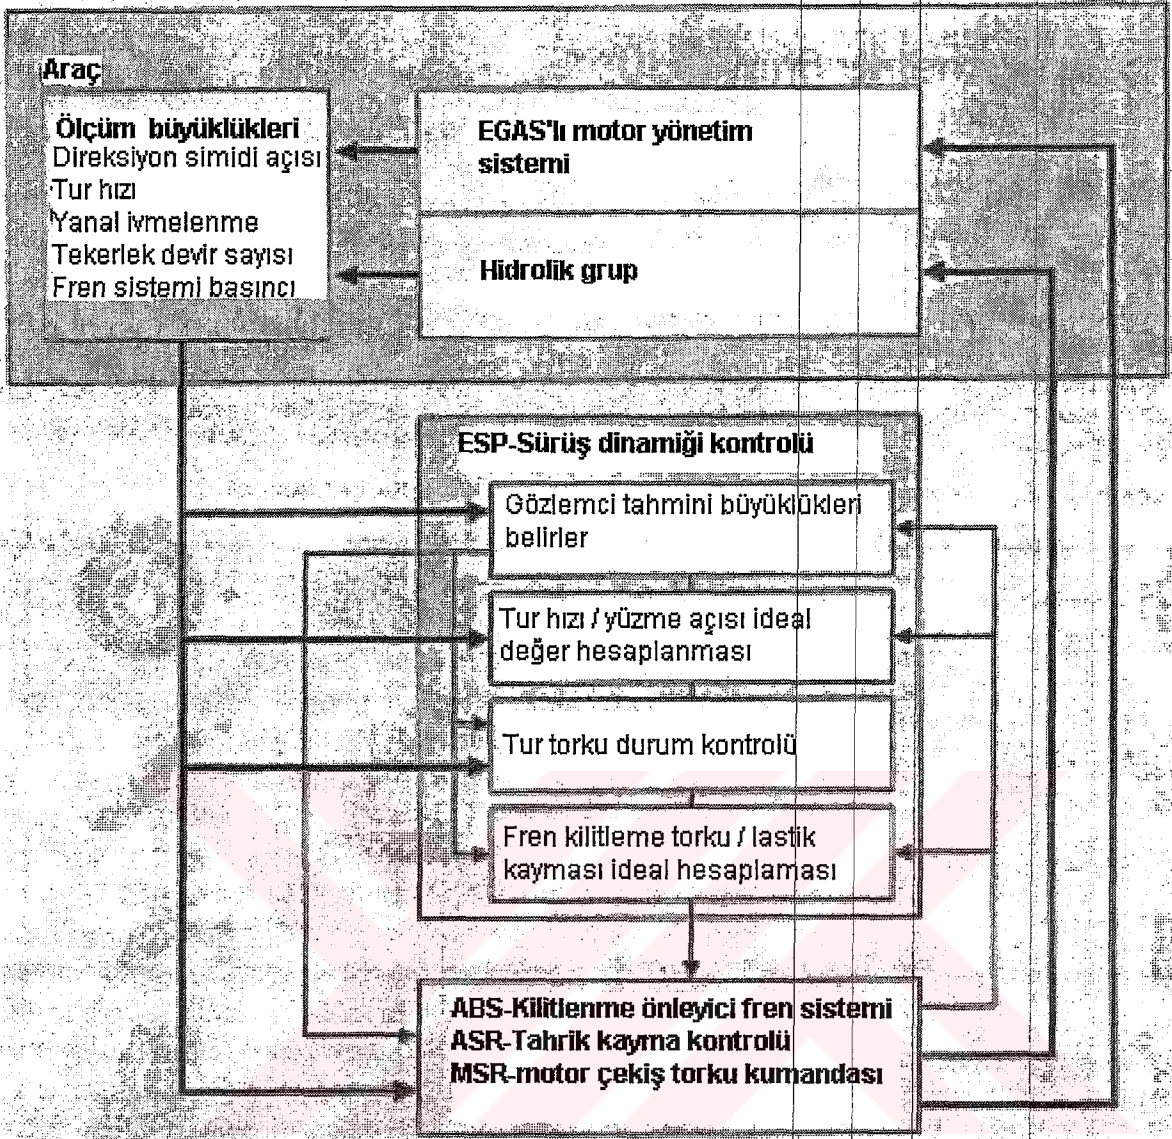 Araç
Ölçüm büyüklükleri
Direksiyon simidi açısı
Tur hızı
Yanal ivmelenme
Tekerlek devir sayısı
Fren sistemi basıncı
EGAS'lı motor yönetim
sistemi
Hidrolik grup
ESP-Sürüş dinamiği kontrolü
Gözlemci tahmini büyüklükleri
belirler
Tur hızı / yüzme açısı ideal
değer hesaplanması
Tur torku durum kontrolü
Fren kilitleme torku / lastik
kayması ideal hesaplaması
ABS-Kilitlenme önleyici fren sistemi
ASR-Tahrik kayma kontrolü
MSR-motor çekiş torku kumandası